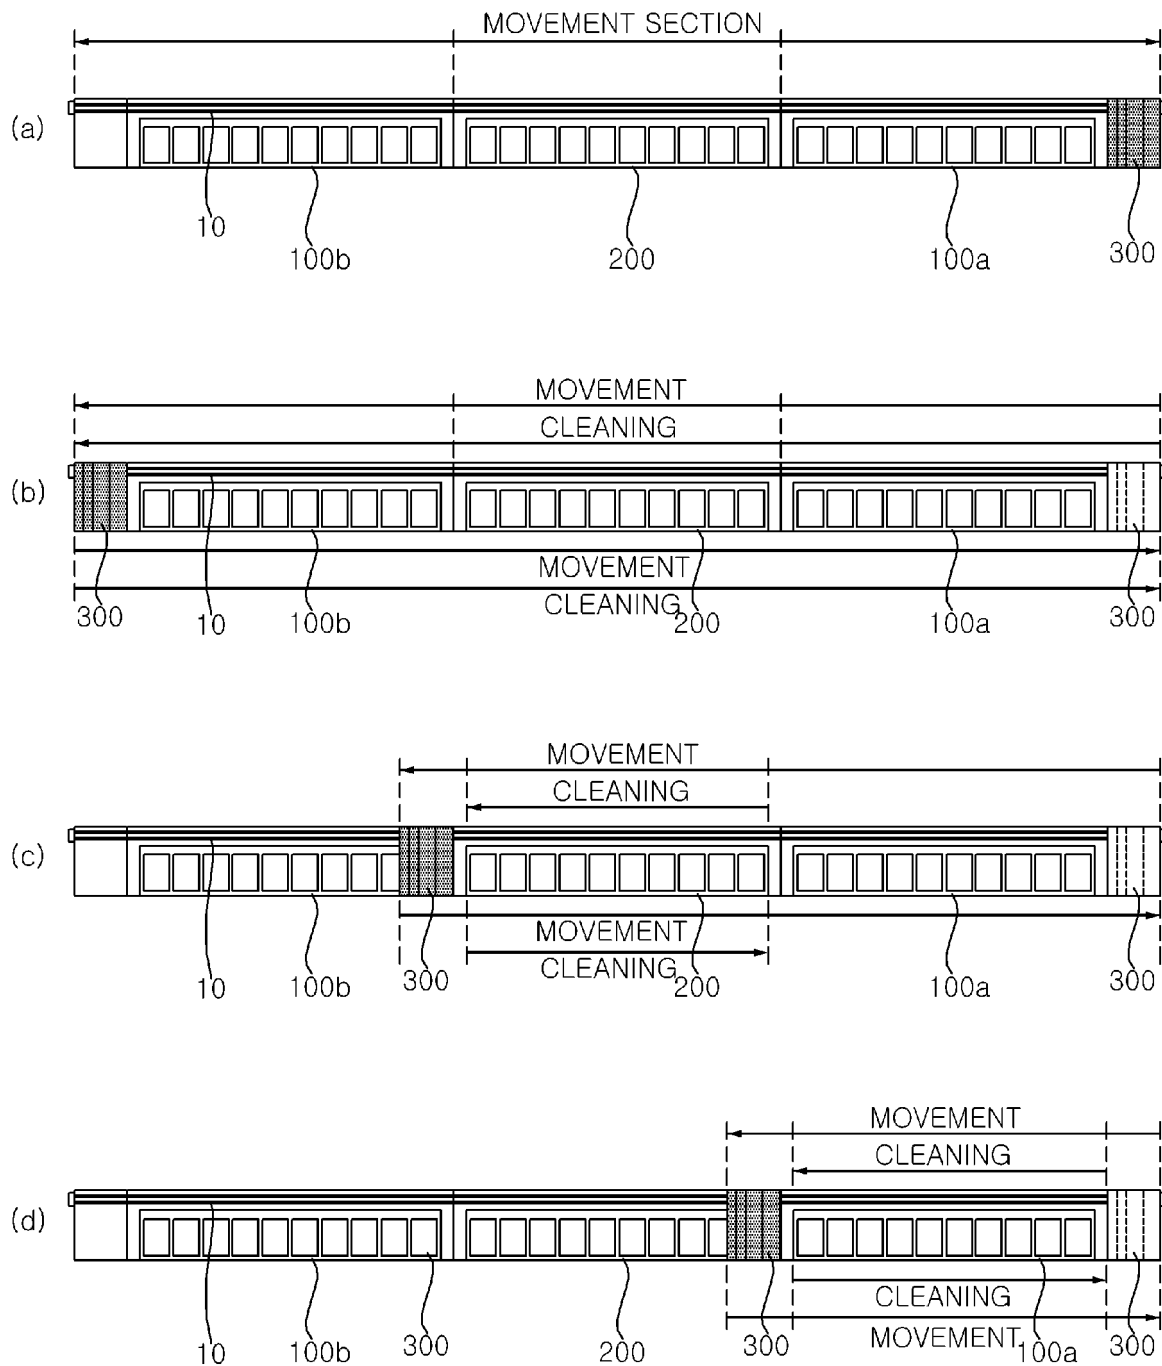 MOVEMENT SECTION
(a)
10 100b 200 100a 300
MOVEMENT
CLEANING
(b)
MOVEMENT
300 10 100b CLEANING 200 100a 300
MOVEMENT
CLEANING
(c)
MOVEMENT
10 100b 300 CLEANING 200 100a 300
MOVEMENT
CLEANING
(d)
CLEANING
10 100b 300 200 300 MOVEMENT 100a 300